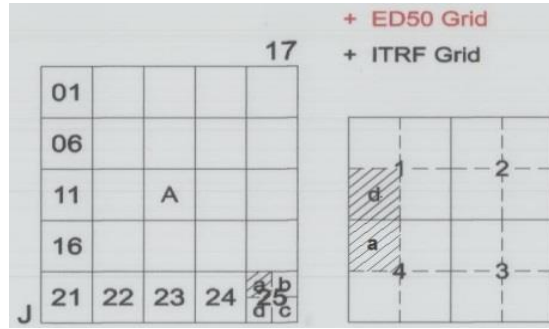 + ED50 Grid
+ ITRF Grid
17
01
06
11 A
16
J 21 22 23 24 25
a b
d c
1 2
d
a
4 3